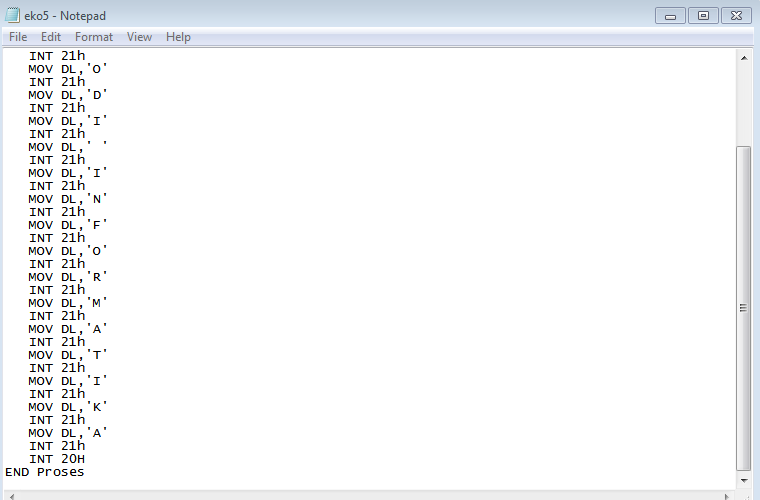 eko5 - Notepad
File Edit Format View Help
INT 21h
MOV DL,'O'
INT 21h
MOV DL,'D'
INT 21h
MOV DL,'I'
INT 21h
MOV DL,' '
INT 21h
MOV DL,'I'
INT 21h
MOV DL,'N'
INT 21h
MOV DL,'F'
INT 21h
MOV DL,'O'
INT 21h
MOV DL,'R'
INT 21h
MOV DL,'M'
INT 21h
MOV DL,'A'
INT 21h
MOV DL,'T'
INT 21h
MOV DL,'I'
INT 21h
MOV DL,'K'
INT 21h
MOV DL,'A'
INT 21h
INT 20H
END Proses